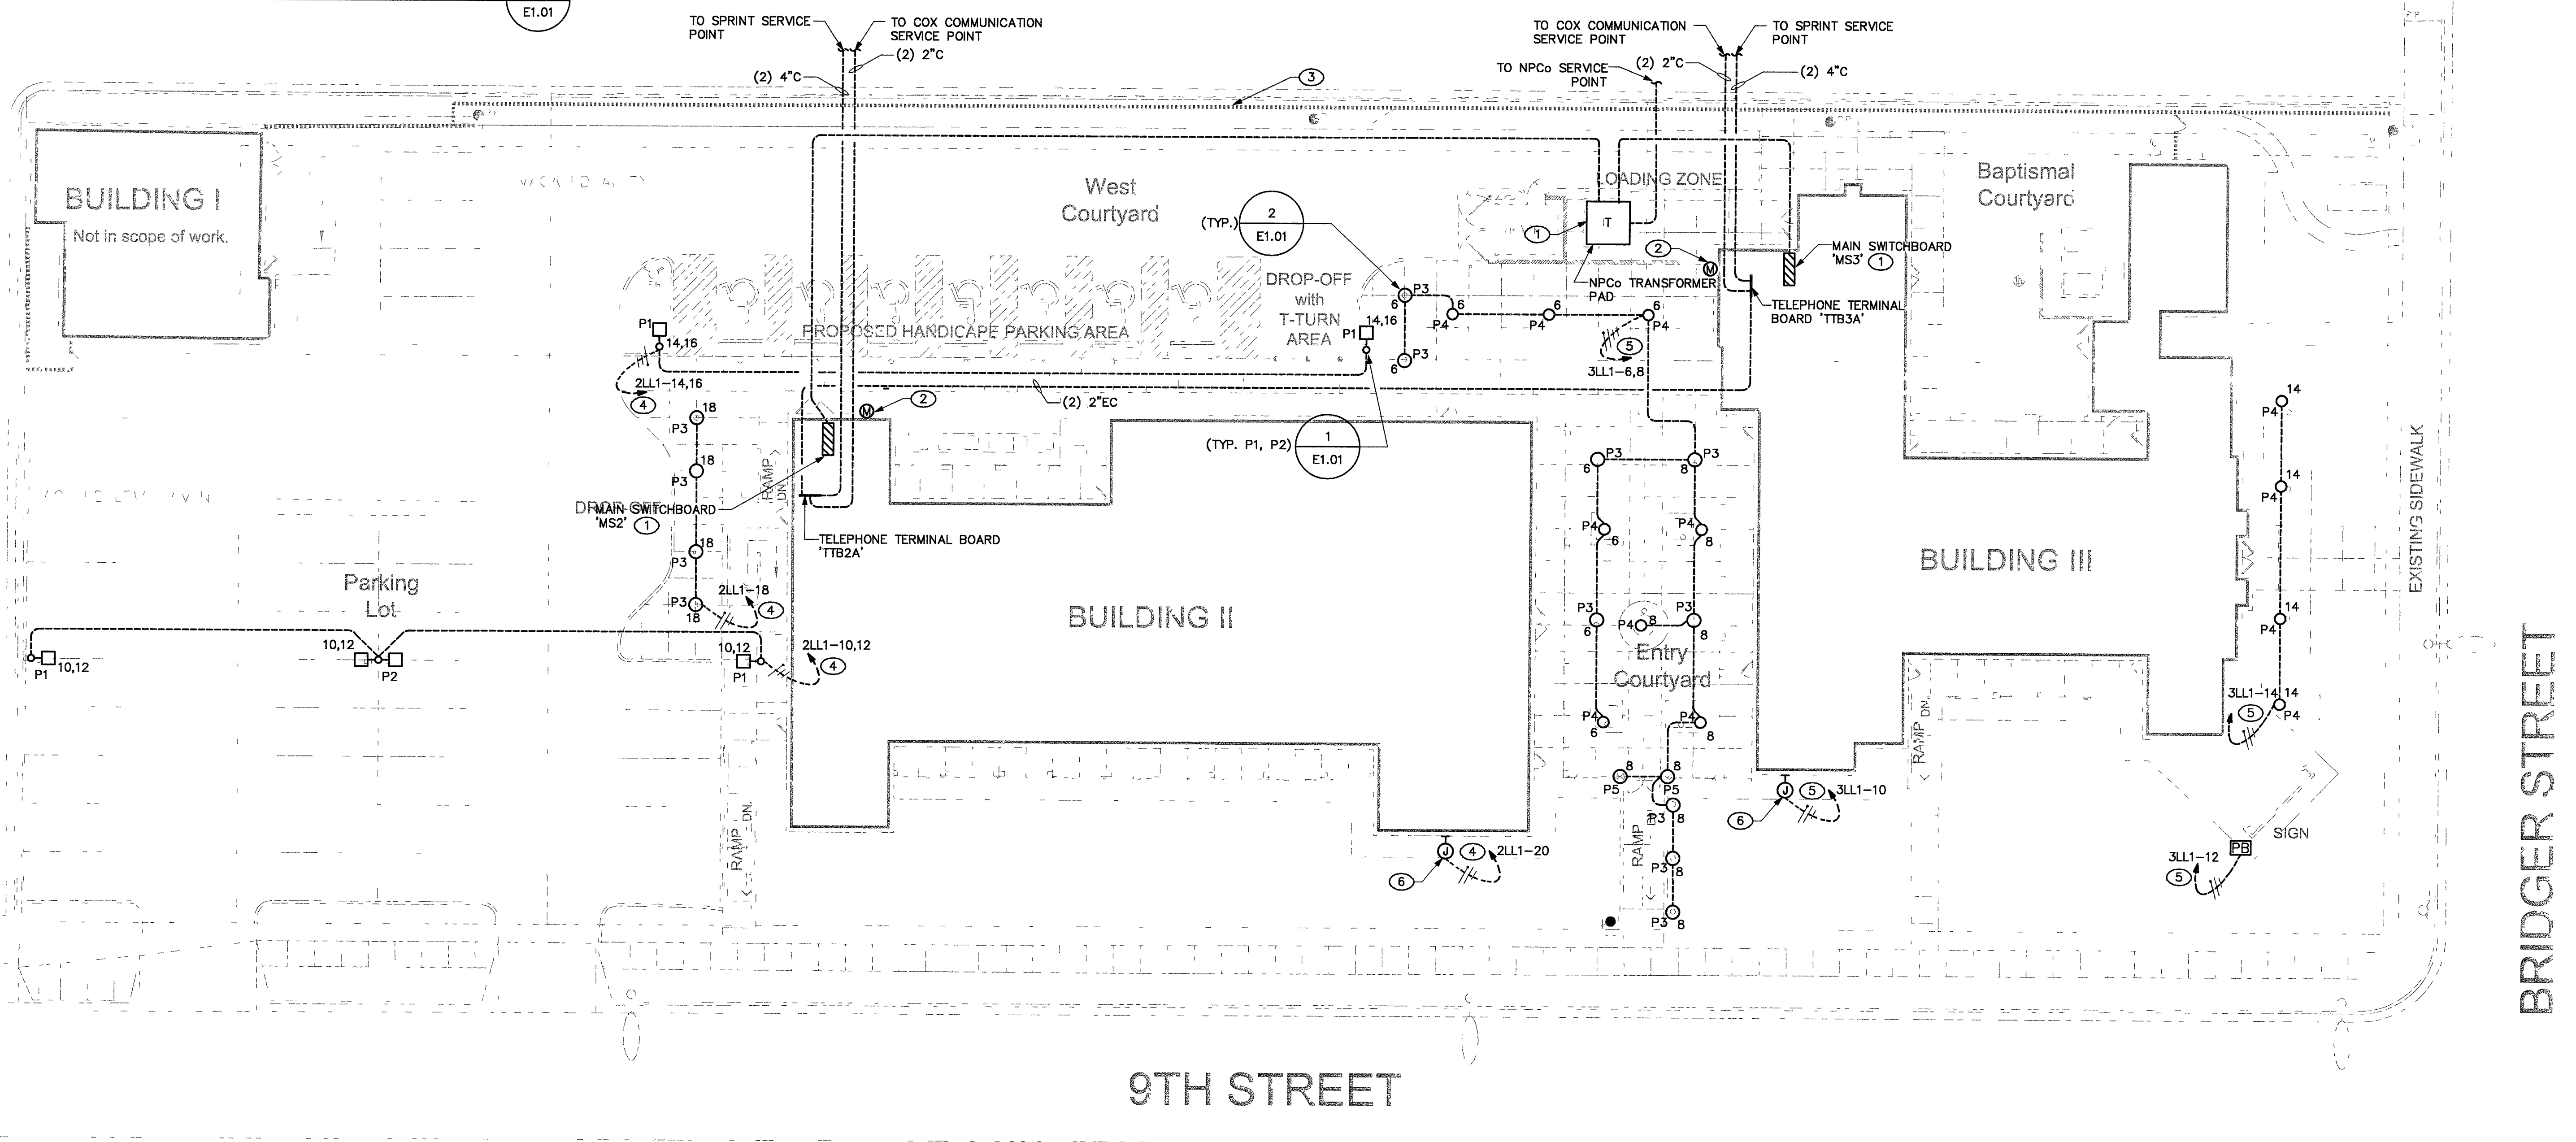 E1.01
TO SPRINT SERVICE
POINT
TO COX COMMUNICATION
SERVICE POINT
(2) 2"C
(2) 4"C
3
TO COX COMMUNICATION
SERVICE POINT
TO SPRINT SERVICE
POINT
TO NPCo SERVICE
POINT
(2) 2"C
(2) 4"C
BUILDING I
Not in scope of work.
West
Courtyard
LOADING ZONE
Baptismal
Courtyard
(TYP.)
2
E1.01
1
T
2
M
NPCo TRANSFORMER
PAD
MAIN SWITCHBOARD
'MS3'
1
TELEPHONE TERMINAL
BOARD 'TTB3A'
DROP-OFF
with
T-TURN
AREA
PROPOSED HANDICAPE PARKING AREA
P1
14,16
2LL1-14,16
4
P1
14,16
P3
6
P3
6
6
P4
6
P4
6
P4
5
3LL1-6,8
(2) 2"EC
M
2
(TYP. P1, P2)
1
E1.01
18
P3
18
P3
18
P3
P3
18
2LL1-18
4
RAMP
DN.
DROP-OFF
MAIN SWITCHBOARD
'MS2'
1
TELEPHONE TERMINAL BOARD
'TTB2A'
Parking
Lot
P1
10,12
10,12
P2
10,12
P1
2LL1-10,12
4
BUILDING II
P3
6
P3
8
P4
6
P4
8
P3
6
P4
8
P3
8
Entry
Courtyard
P4
6
P4
8
8
P5
8
P5
P3
8
P3
8
P3
8
RAMP
DN.
BUILDING III
14
P4
14
P4
14
P4
14
P4
3LL1-14
5
EXISTING SIDEWALK
RAMP
DN.
RAMP
DN.
J
6
4
2LL1-20
J
6
5
3LL1-10
SIGN
PB
3LL1-12
5
9TH STREET
BRIDGER STREET